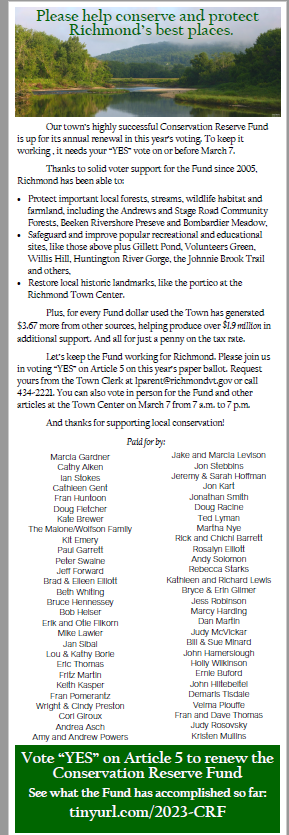 Please help conserve and protect
Richmond's best places.
Our town's highly successful Conservation Reserve Fund
is up for its annual renewal in this year's voting. To keep it
working, it needs your "YES" vote on or before March 7.
Thanks to solid voter support for the Fund since 2005,
Richmond has been able to:
• Protect important local forests, streams, wildlife habitat and
farmland, including the Andrews and Stage Road Community
Forests, Beeken Rivershore Preseve and Bombardier Meadow,
• Safeguard and improve popular recreational and educational
sites, like those above plus Gillett Pond, Volunteers Green,
Willis Hill, Huntington River Gorge, the Johnnie Brook Trail
and others,
• Restore local historic landmarks, like the portico at the
Richmond Town Center.
Plus, for every Fund dollar used the Town has generated
$3.67 more from other sources, helping produce over $1.9 million in
additional support. And all for just a penny on the tax rate.
Let's keep the Fund working for Richmond. Please join us
in voting "YES" on Article 5 on this year's paper ballot. Request
yours from the Town Clerk at lparent@richmondvt.gov or call
434-2221. You can also vote in person for the Fund and other
articles at the Town Center on March 7 from 7 a.m. to 7 p.m.
And thanks for supporting local conservation!
Paid for by:
Marcia Gardner
Cathy Aiken
Ian Stokes
Cathleen Gent
Fran Huntoon
Doug Fletcher
Kate Brewer
The Malone/Wolfson Family
Kit Emery
Paul Garrett
Peter Swaine
Jeff Forward
Brad & Eileen Elliott
Beth Whiting
Bruce Hennessey
Bob Heiser
Erik and Otie Filkorn
Mike Lawler
Jan Sibal
Lou & Kathy Borie
Eric Thomas
Fritz Martin
Keith Kasper
Fran Pomerantz
Wright & Cindy Preston
Cori Giroux
Andrea Asch
Amy and Andrew Powers
Jake and Marcia Levison
Jon Stebbins
Jeremy & Sarah Hoffman
Jon Kart
Jonathan Smith
Doug Racine
Ted Lyman
Martha Nye
Rick and Chichi Barrett
Rosalyn Elliott
Andy Solomon
Rebecca Starks
Kathleen and Richard Lewis
Bryce & Erin Gilmer
Jess Robinson
Marcy Harding
Dan Martin
Judy McVickar
Bill & Sue Minard
John Hamerslough
Holly Wilkinson
Ernie Buford
John Hiltebeitel
Demaris Tisdale
Velma Plouffe
Fran and Dave Thomas
Judy Rosovsky
Kristen Mullins
Vote "YES" on Article 5 to renew the
Conservation Reserve Fund
See what the Fund has accomplished so far:
tinyurl.com/2023-CRF